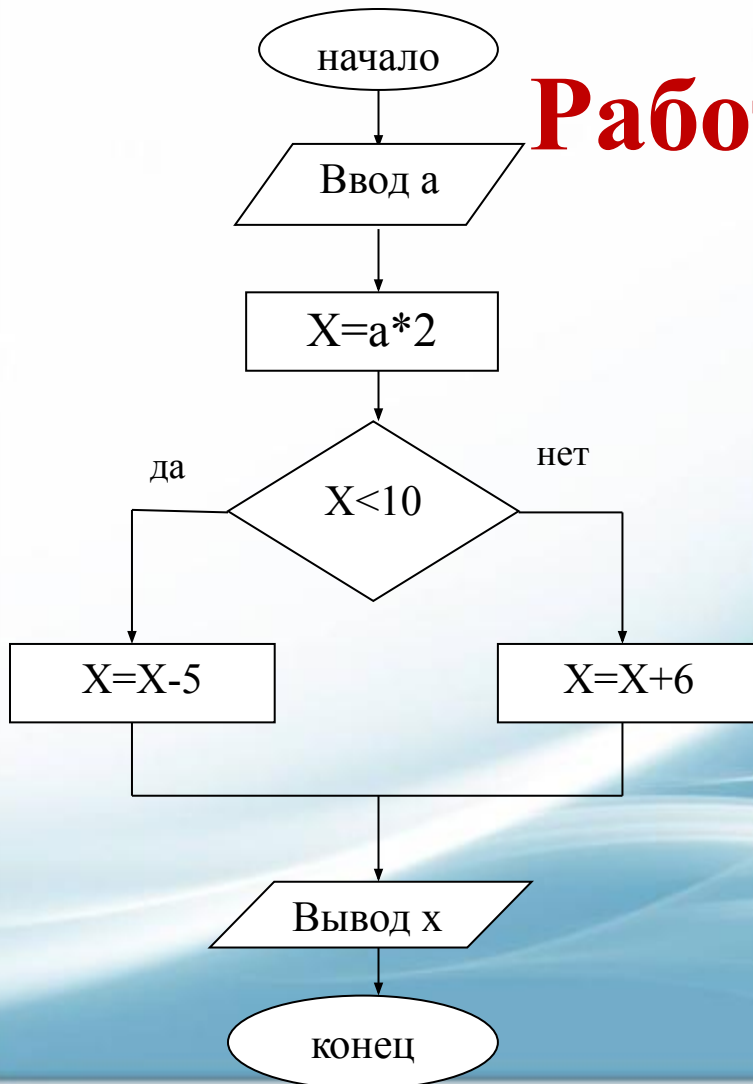 начало
Рабо
Ввод а
X=a*2
да
нет
X<10
X=X-5
X=X+6
Вывод x
конец